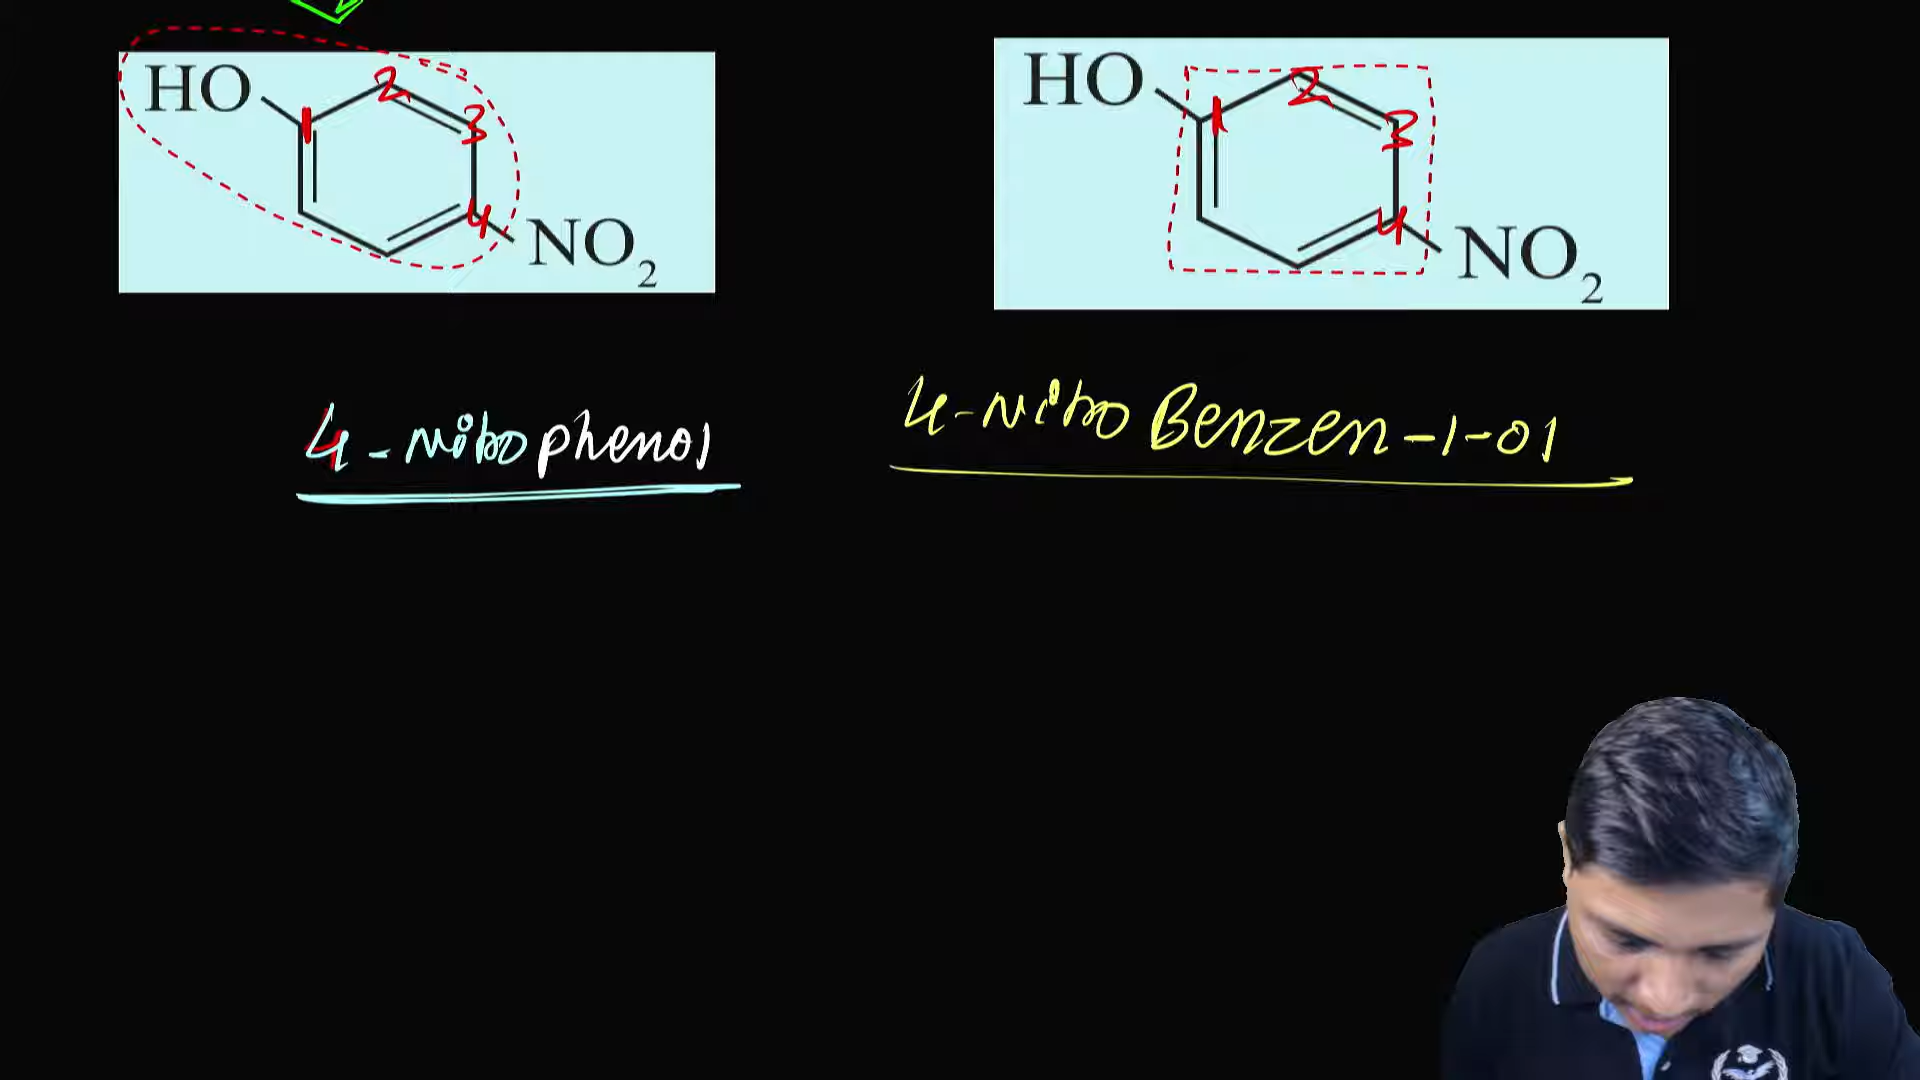 HO 1 2 3 4 NO₂
HO 1 2 3 4 NO₂
4-nitrophenol
4-nitro Benzen-1-ol